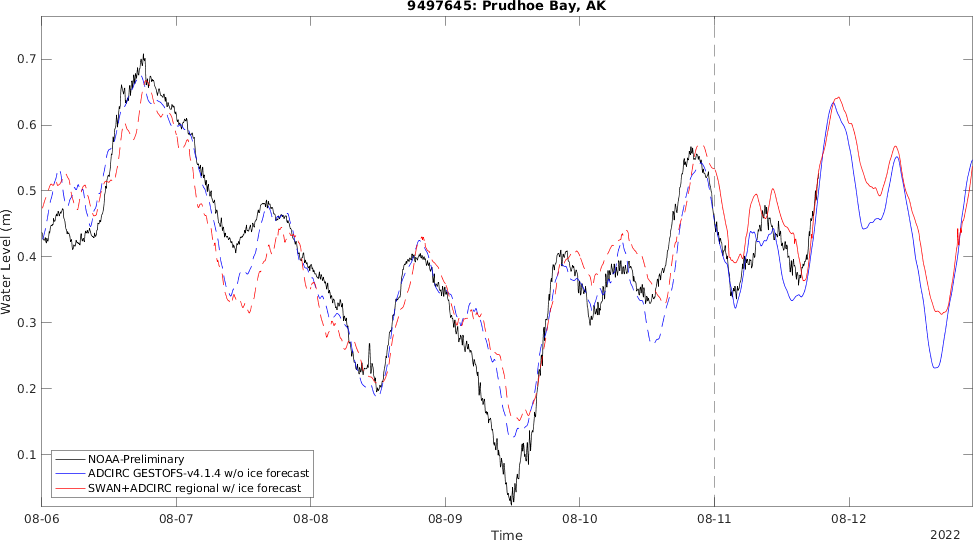 9497645: Prudhoe Bay, AK
Water Level (m)
0.7
0.6
0.5
0.4
0.3
0.2
0.1
NOAA-Preliminary
ADCIRC GESTOFS-v4.1.4 w/o ice forecast
SWAN+ADCIRC regional w/ ice forecast
08-06 08-07 08-08 08-09 08-10 08-11 08-12
Time
2022